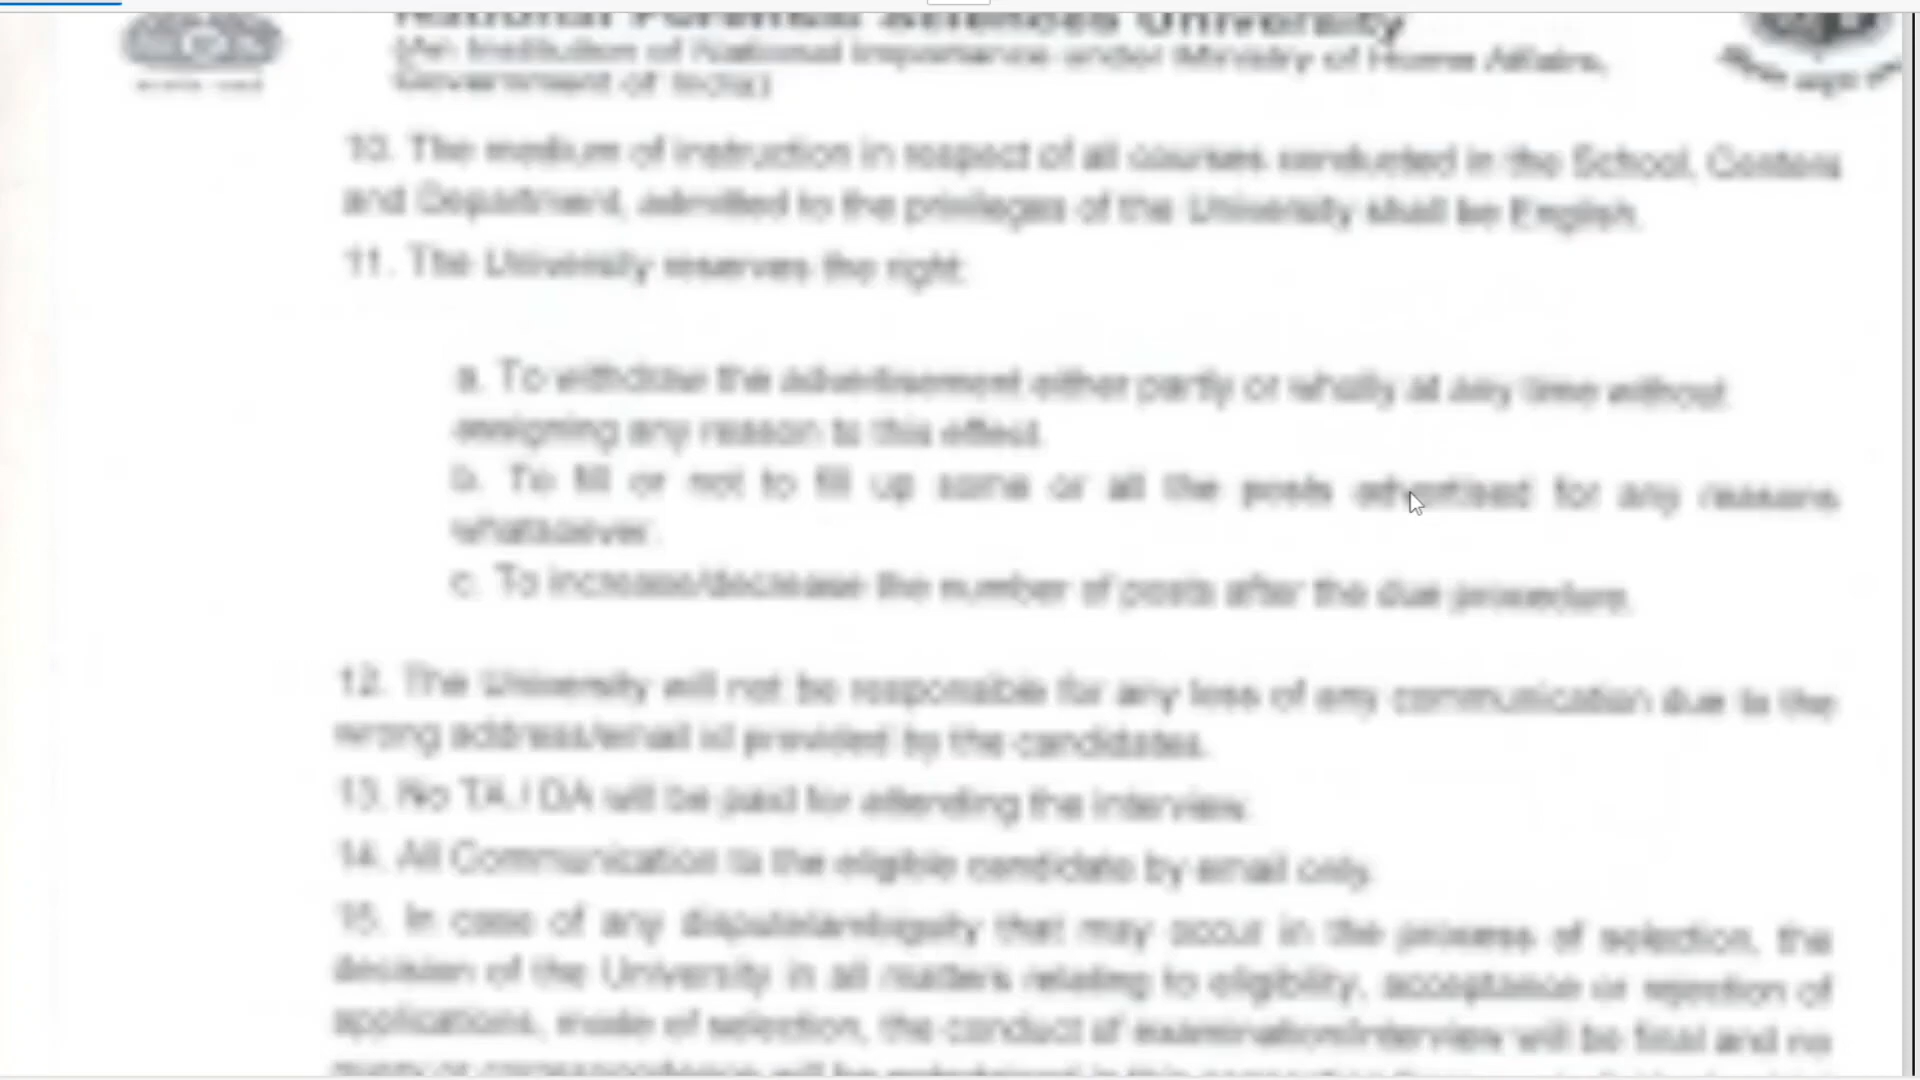 National Forensic Sciences University
(An Institution of National Importance under Ministry of Home Affairs,
Government of India)
10. The medium of instruction in respect of all courses conducted in the School, Centers
and Department, admitted to the privileges of the University shall be English.
11. The University reserves the right:
a. To withdraw the advertisement either partly or wholly at any time without
assigning any reason to this effect.
b. To fill or not to fill up some or all the posts advertised for any reasons
whatsoever.
c. To increase/decrease the number of posts after the due procedure.
12. The University will not be responsible for any loss of any communication due to the
wrong address/email id provided by the candidates.
13. No TA / DA will be paid for attending the interview.
14. All Communication to the eligible candidate by email only.
15. In case of any dispute/ambiguity that may occur in the process of selection, the
decision of the University in all matters relating to eligibility, acceptance or rejection of
applications, mode of selection, the conduct of examination/interview will be final and no